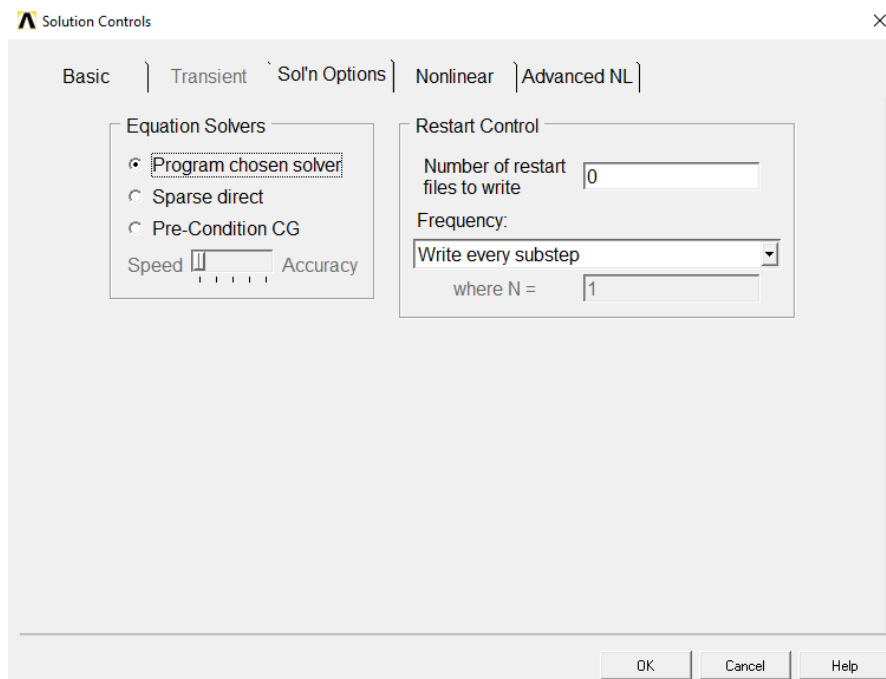 Solution Controls
Basic
Transient
Sol'n Options
Nonlinear
Advanced NL
Equation Solvers
Program chosen solver
Sparse direct
Pre-Condition CG
Speed
Accuracy
Restart Control
Number of restart
files to write
0
Frequency:
Write every substep
where N =
1
OK
Cancel
Help